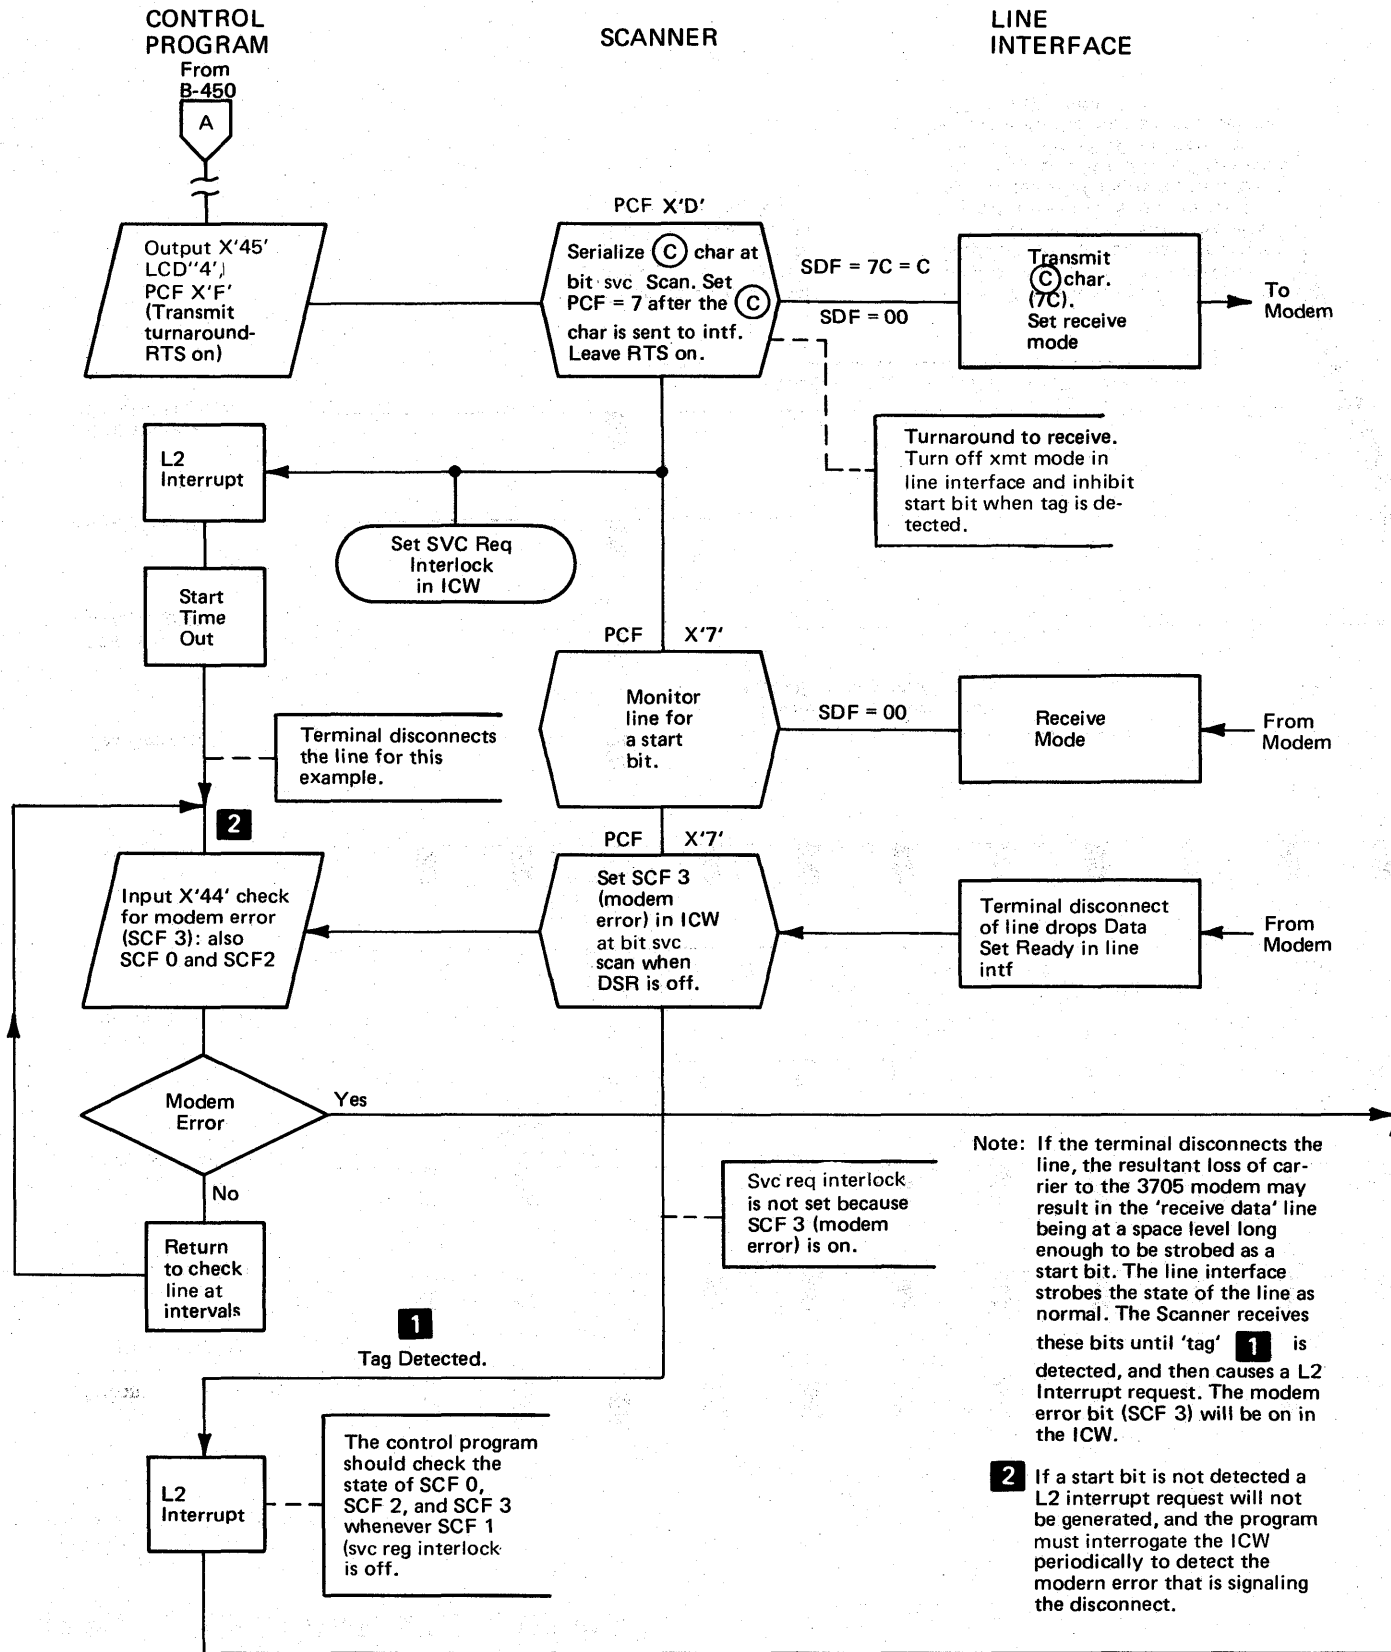 CONTROL
PROGRAM
SCANNER
LINE
INTERFACE
From
B-450
A
Output X'45'
LCD"4')
PCF X'F'
(Transmit
turnaround-
RTS on)
PCF X'D'
Serialize C char at
bit svc Scan. Set
PCF = 7 after the C
char is sent to intf.
Leave RTS on.
SDF = 7C = C
SDF = 00
Transmit
C char.
(7C).
Set receive
mode
To
Modem
Turnaround to receive.
Turn off xmt mode in
line interface and inhibit
start bit when tag is de-
tected.
L2
Interrupt
Set SVC Req
Interlock
in ICW
Start
Time
Out
PCF X'7'
Monitor
line for
a start
bit.
SDF = 00
Receive
Mode
From
Modem
Terminal disconnects
the line for this
example.
2
PCF X'7'
Input X'44' check
for modem error
(SCF 3): also
SCF 0 and SCF2
Set SCF 3
(modem
error) in ICW
at bit svc
scan when
DSR is off.
Terminal disconnect
of line drops Data
Set Ready in line
intf
From
Modem
Modem
Error
Yes
No
Return
to check
line at
intervals
Svc req interlock
is not set because
SCF 3 (modem
error) is on.
1
Tag Detected.
L2
Interrupt
The control program
should check the
state of SCF 0,
SCF 2, and SCF 3
whenever SCF 1
(svc reg interlock
is off.
Note: If the terminal disconnects the
line, the resultant loss of car-
rier to the 3705 modem may
result in the 'receive data' line
being at a space level long
enough to be strobed as a
start bit. The line interface
strobes the state of the line as
normal. The Scanner receives
these bits until 'tag' 1 is
detected, and then causes a L2
Interrupt request. The modem
error bit (SCF 3) will be on in
the ICW.
2 If a start bit is not detected a
L2 interrupt request will not
be generated, and the program
must interrogate the ICW
periodically to detect the
modern error that is signaling
the disconnect.